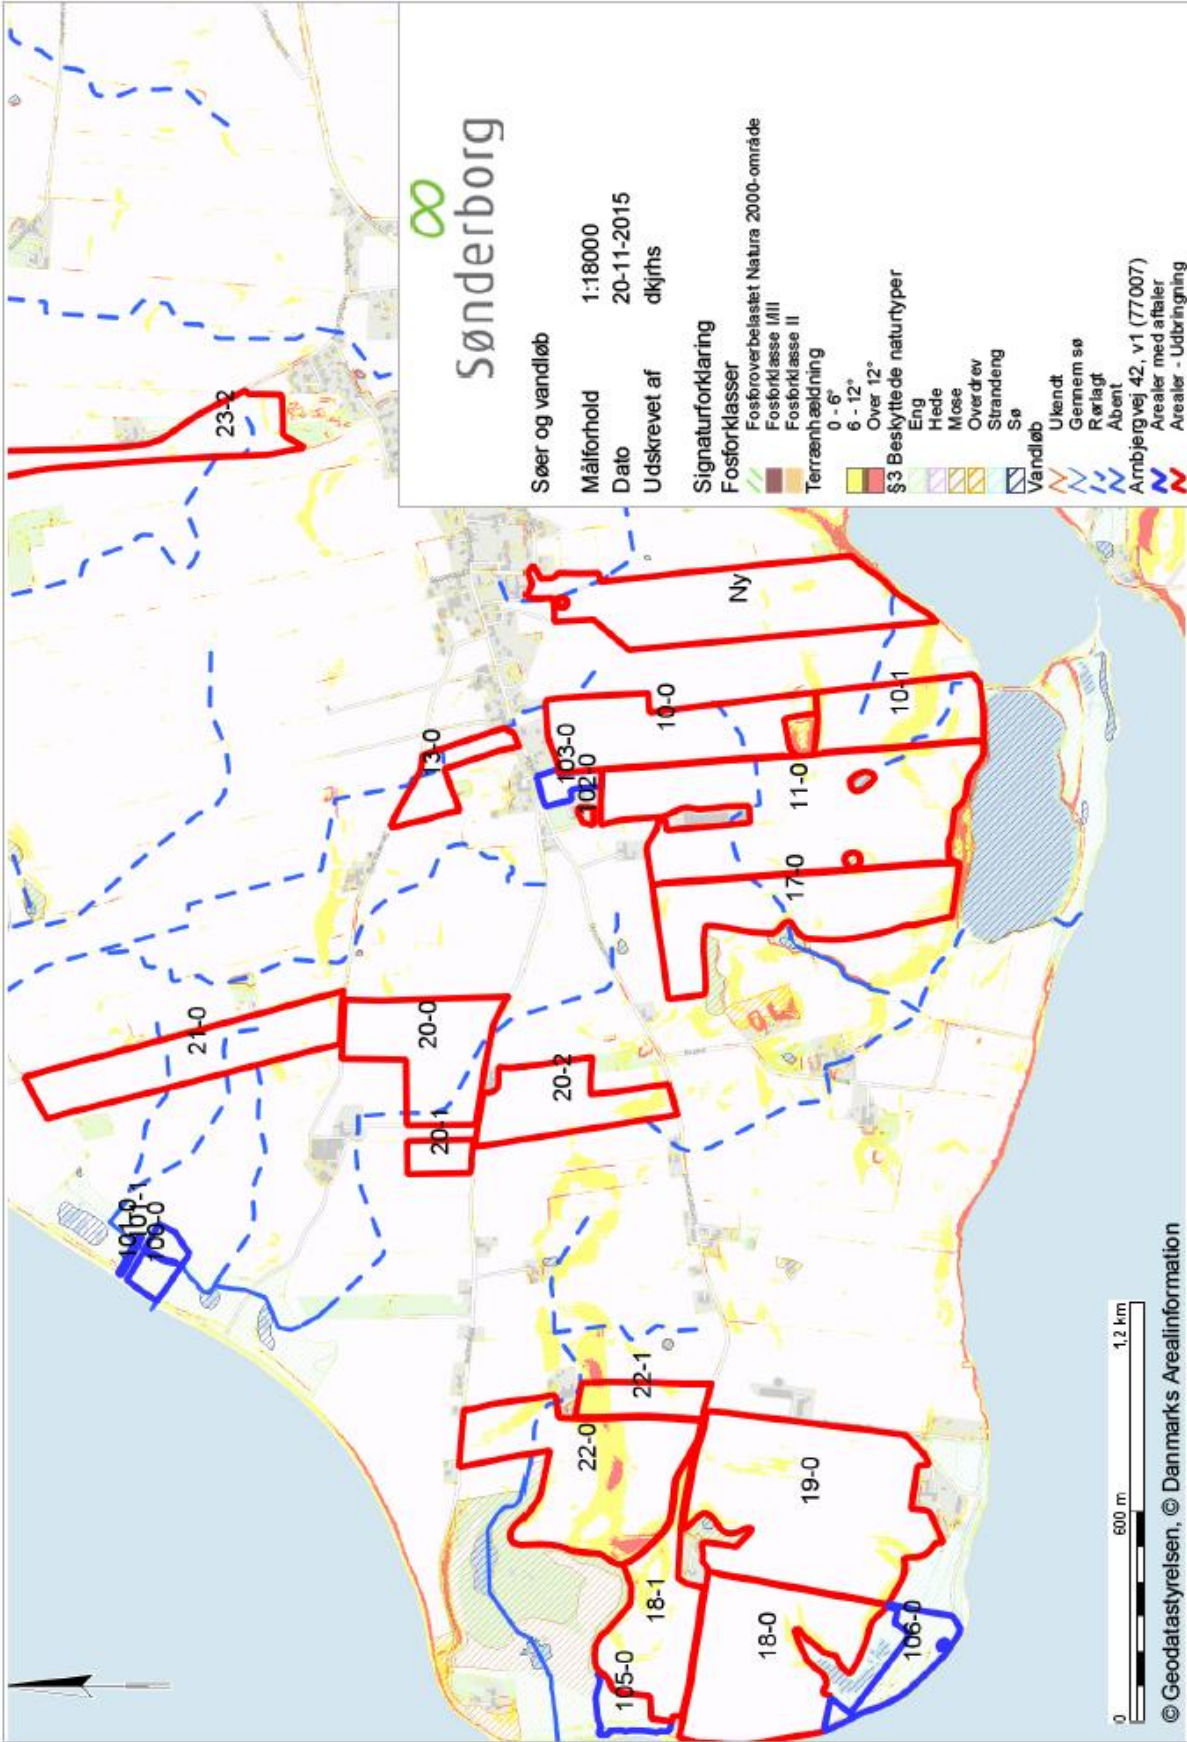 Sønderborg
Søer og vandløb
Målforhold 1:18000
Dato 20-11-2015
Udskrevet af dkjrhs
Signaturforklaring
Fosforklasser
Fosforoverbelastet Natura 2000-område
Fosforklasse I/III
Fosforklasse II
Terrænhældning
0 - 6°
6 - 12°
Over 12°
§3 Beskyttede naturtyper
Eng
Hede
Mose
Overdrev
Strandeng
Sø
Vandløb
Ukendt
Gennem sø
Rørlagt
Åbent
Arnbjergvej 42, v1 (77007)
Arealer med aftaler
Arealer - Udbringning
23-2
Ny
10-0
10-1
13-0
103-0
102-0
11-0
17-0
21-0
20-0
20-1
20-2
100-0
22-1
22-0
19-0
18-1
18-0
105-0
106-0
0 600 m 1,2 km
© Geodatastyrelsen, © Danmarks Arealinformation